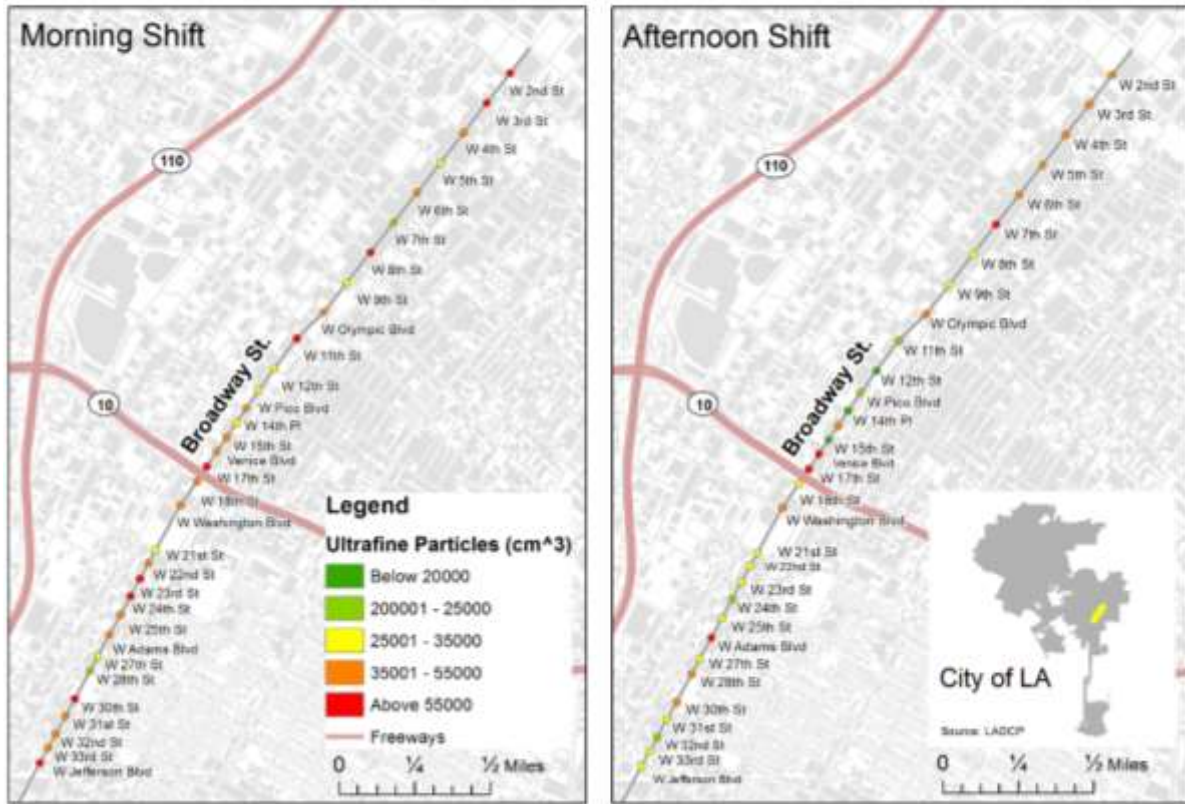 Morning Shift
W 2nd St
W 3rd St
W 4th St
110
W 5th St
W 6th St
W 7th St
W 8th St
W 9th St
W Olympic Blvd
W 11th St
Broadway St.
W 12th St
10
W Pico Blvd
W 14th Pl
W 15th St
Venice Blvd
W 17th St
W 18th St
W Washington Blvd
W 21st St
W 22nd St
W 23rd St
W 24th St
W 25th St
W Adams Blvd
W 27th St
W 28th St
W 30th St
W 31st St
W 32nd St
W 33rd St
W Jefferson Blvd
Legend
Ultrafine Particles (cm^3)
Below 20000
200001 - 25000
25001 - 35000
35001 - 55000
Above 55000
Freeways
0 ¼ ½ Miles
Afternoon Shift
W 2nd St
W 3rd St
W 4th St
110
W 5th St
W 6th St
W 7th St
W 8th St
W 9th St
W Olympic Blvd
W 11th St
Broadway St.
W 12th St
10
W Pico Blvd
W 14th Pl
W 15th St
Venice Blvd
W 17th St
W 18th St
W Washington Blvd
W 21st St
W 22nd St
W 23rd St
W 24th St
W 25th St
W Adams Blvd
W 27th St
W 28th St
W 30th St
W 31st St
W 32nd St
W 33rd St
W Jefferson Blvd
City of LA
Source: LADCP
0 ¼ ½ Miles